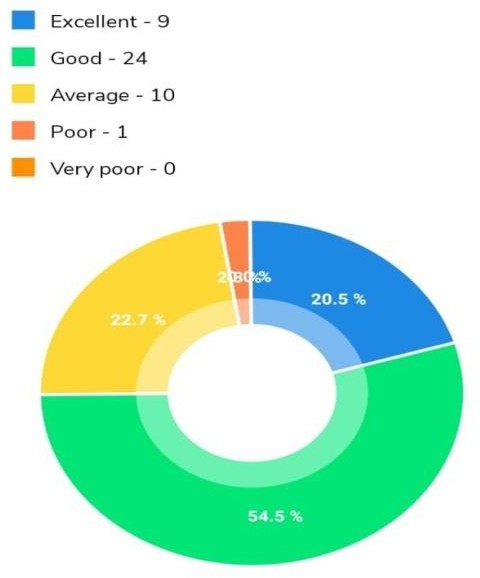 Excellent - 9
Good - 24
Average - 10
Poor - 1
Very poor - 0
20.5 %
22.7 %
54.5 %